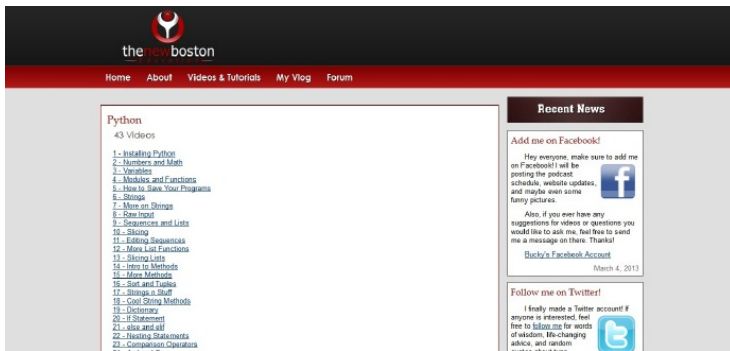 thenewboston
EDUCATION
Home About Videos & Tutorials My Vlog Forum
Python
43 Videos
1 - Installing Python
2 - Numbers and Math
3 - Variables
4 - Modules and Functions
5 - How to Save Your Programs
6 - Strings
7 - More on Strings
8 - Raw Input
9 - Sequences and Lists
10 - Slicing
11 - Editing Sequences
12 - More List Functions
13 - Slicing Lists
14 - Intro to Methods
15 - More Methods
16 - Sort and Tuples
17 - Strings n Stuff
18 - Cool String Methods
19 - Dictionary
20 - If Statement
21 - else and elif
22 - Nesting Statements
23 - Comparison Operators
Recent News
Add me on Facebook!
Hey everyone, make sure to add me
on Facebook! I will be
posting the podcast
schedule, website updates,
and maybe even some
funny pictures.
Also, if you ever have any
suggestions for videos or questions you
would like to ask me, feel free to send
me a message on there. Thanks!
Bucky's Facebook Account
March 4, 2013
Follow me on Twitter!
I finally made a Twitter account! If
anyone is interested, feel
free to follow me for words
of wisdom, life-changing
advice, and random